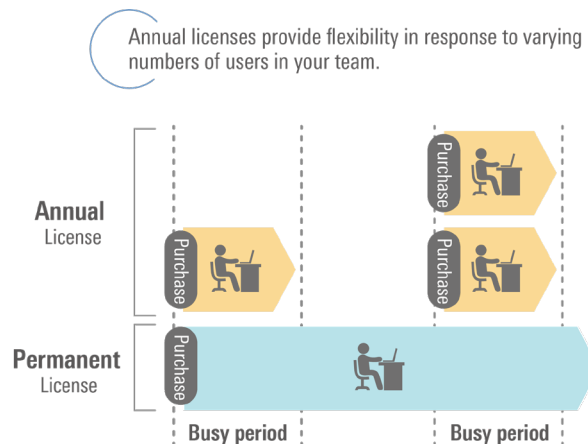 Annual licenses provide flexibility in response to varying
numbers of users in your team.
Purchase
Annual
License
Purchase
Purchase
Purchase
Permanent
License
Busy period
Busy period